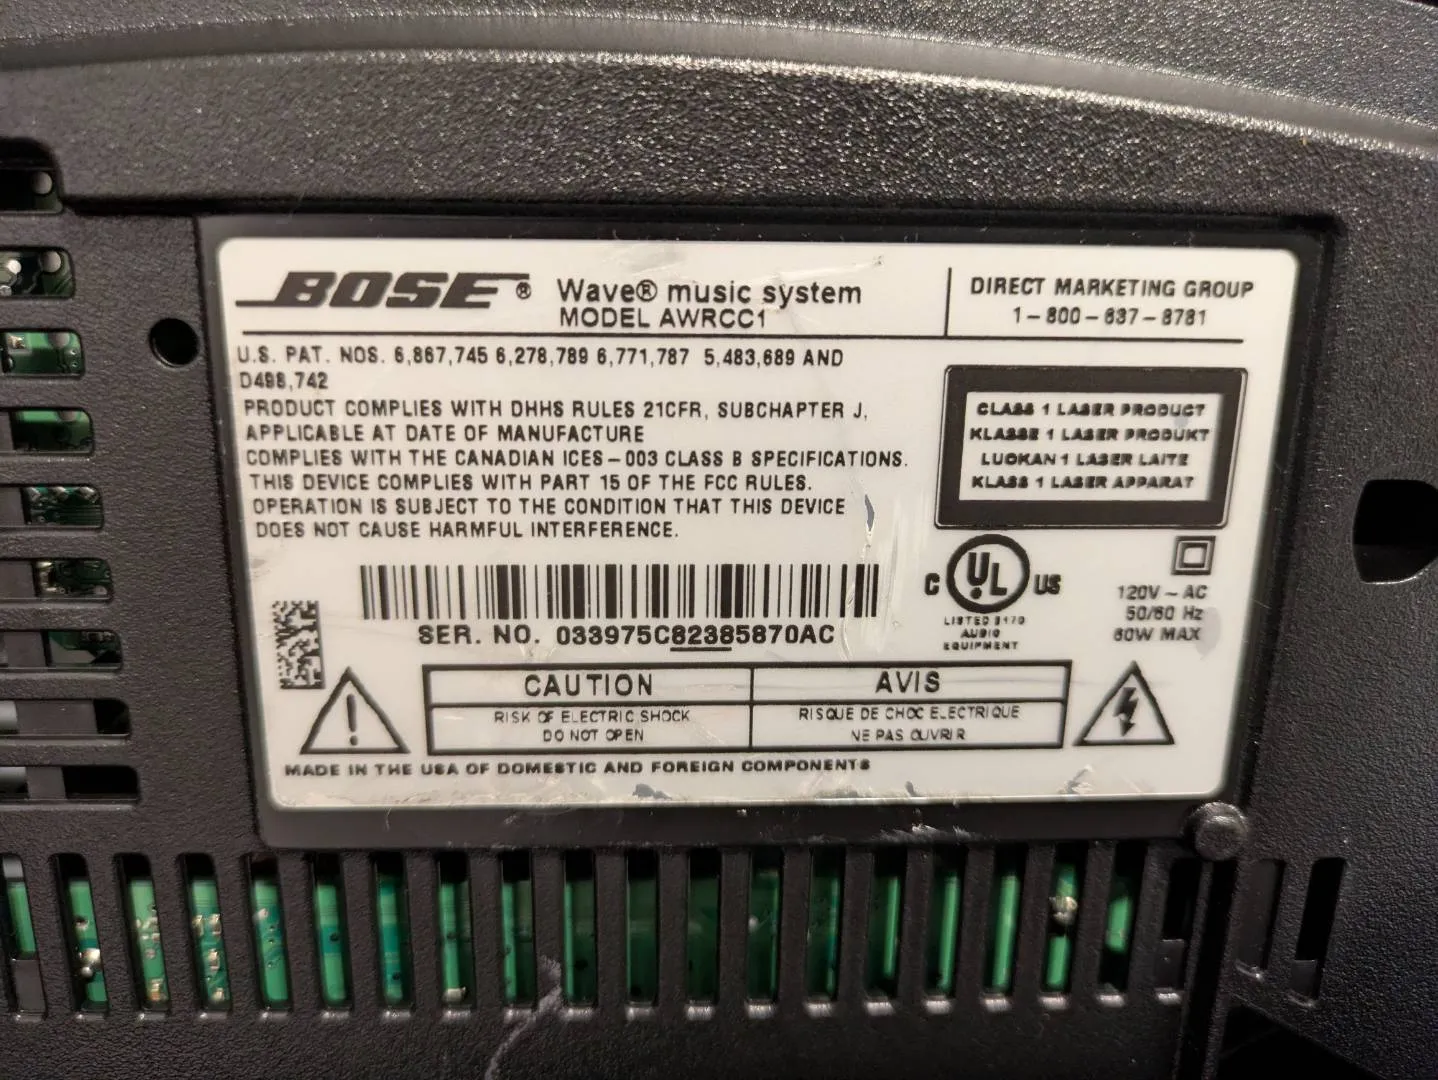 BOSE® Wave® music system
MODEL AWRCC1
DIRECT MARKETING GROUP
1-800-637-8781
U.S. PAT. NOS. 6,867,745 6,278,789 6,771,787 5,483,689 AND
D498,742
PRODUCT COMPLIES WITH DHHS RULES 21CFR, SUBCHAPTER J,
APPLICABLE AT DATE OF MANUFACTURE
COMPLIES WITH THE CANADIAN ICES-003 CLASS B SPECIFICATIONS.
THIS DEVICE COMPLIES WITH PART 15 OF THE FCC RULES.
OPERATION IS SUBJECT TO THE CONDITION THAT THIS DEVICE
DOES NOT CAUSE HARMFUL INTERFERENCE.
CLASS 1 LASER PRODUCT
KLASSE 1 LASER PRODUKT
LUOKAN 1 LASER LAITE
KLASS 1 LASER APPARAT
C UL US
LISTED
AUDIO
EQUIPMENT
120V ~ AC
50/60 Hz
60W MAX
SER. NO. 033975C82385870AC
CAUTION
RISK OF ELECTRIC SHOCK
DO NOT OPEN
AVIS
RISQUE DE CHOC ELECTRIQUE
NE PAS OUVRIR
MADE IN THE USA OF DOMESTIC AND FOREIGN COMPONENTS